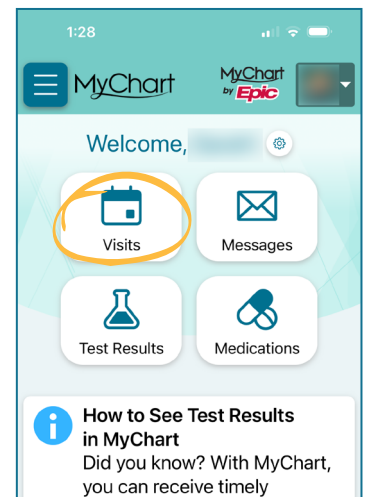 1:28
MyChart
MyChart
by Epic
Welcome,
Visits
Messages
Test Results
Medications
How to See Test Results
in MyChart
Did you know? With MyChart,
you can receive timely